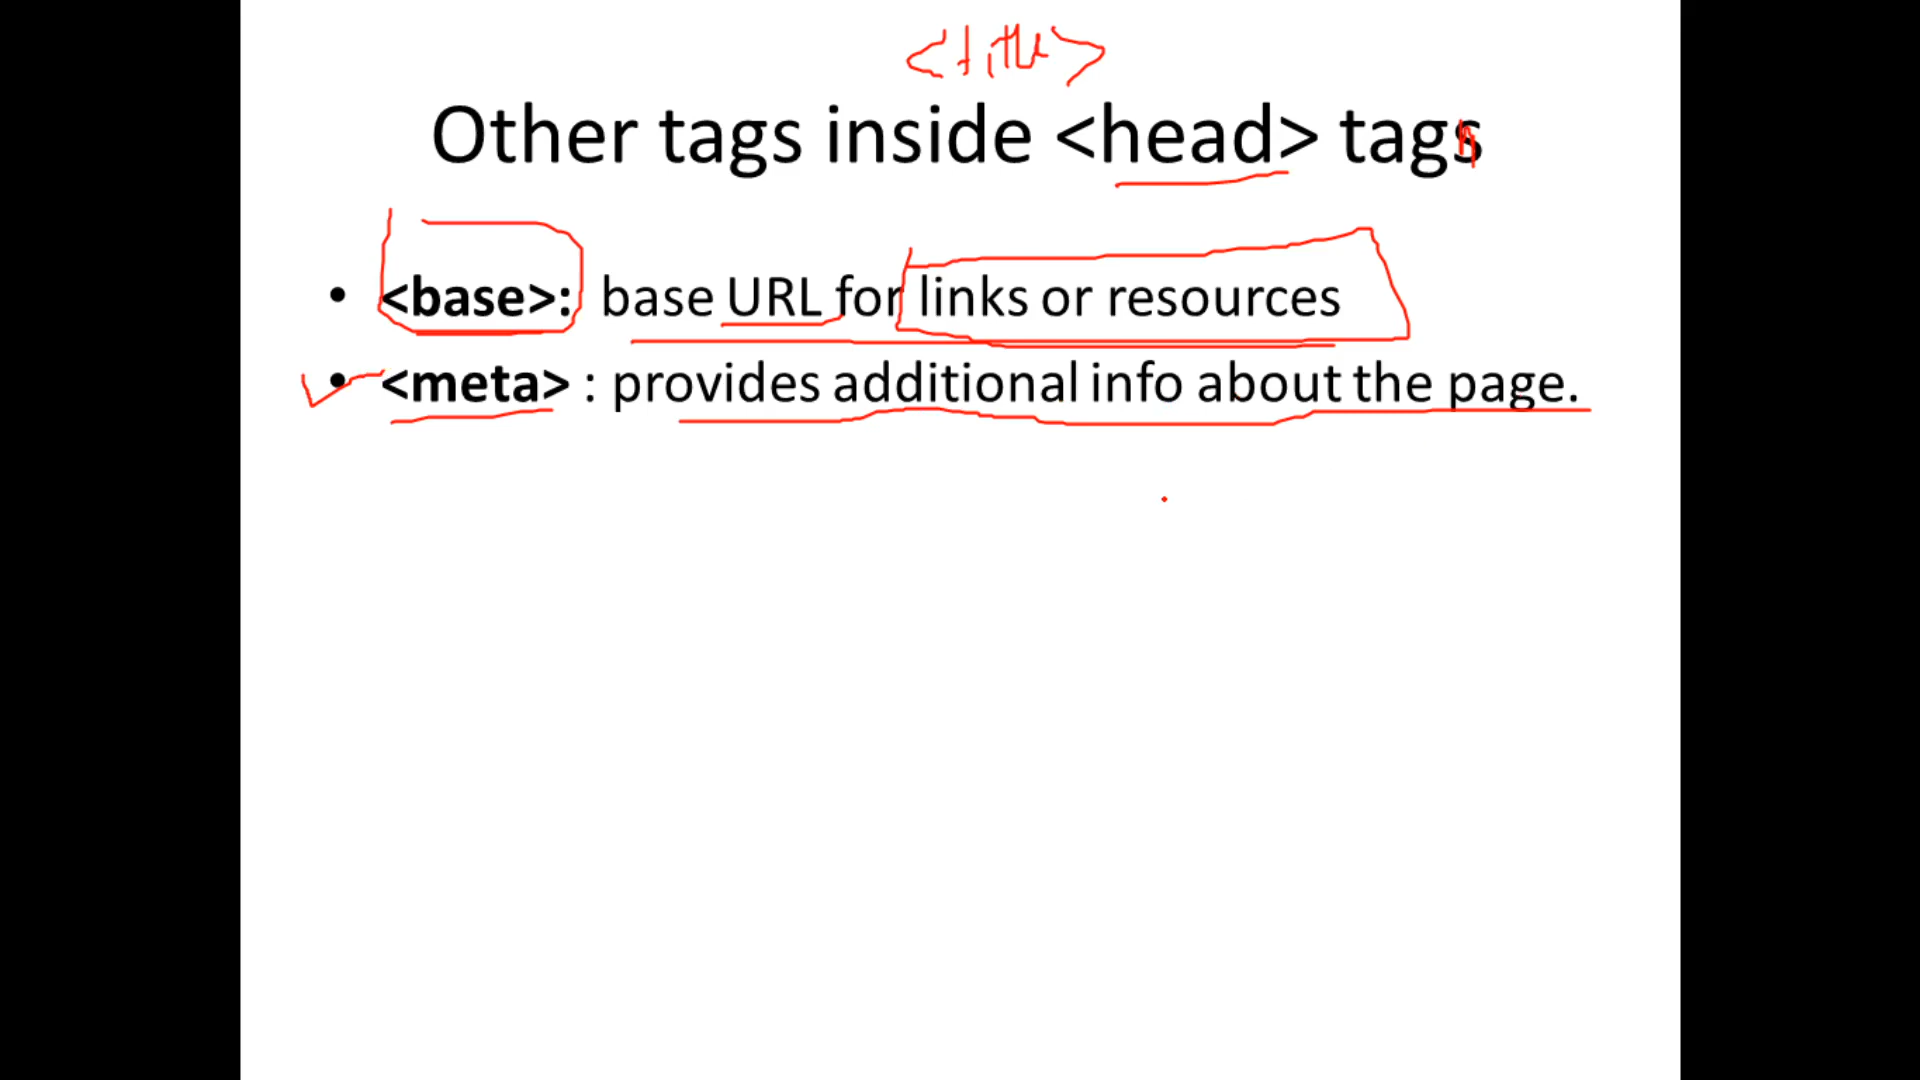 <title>
Other tags inside <head> tags
• <base>: base URL for links or resources
• <meta> : provides additional info about the page.